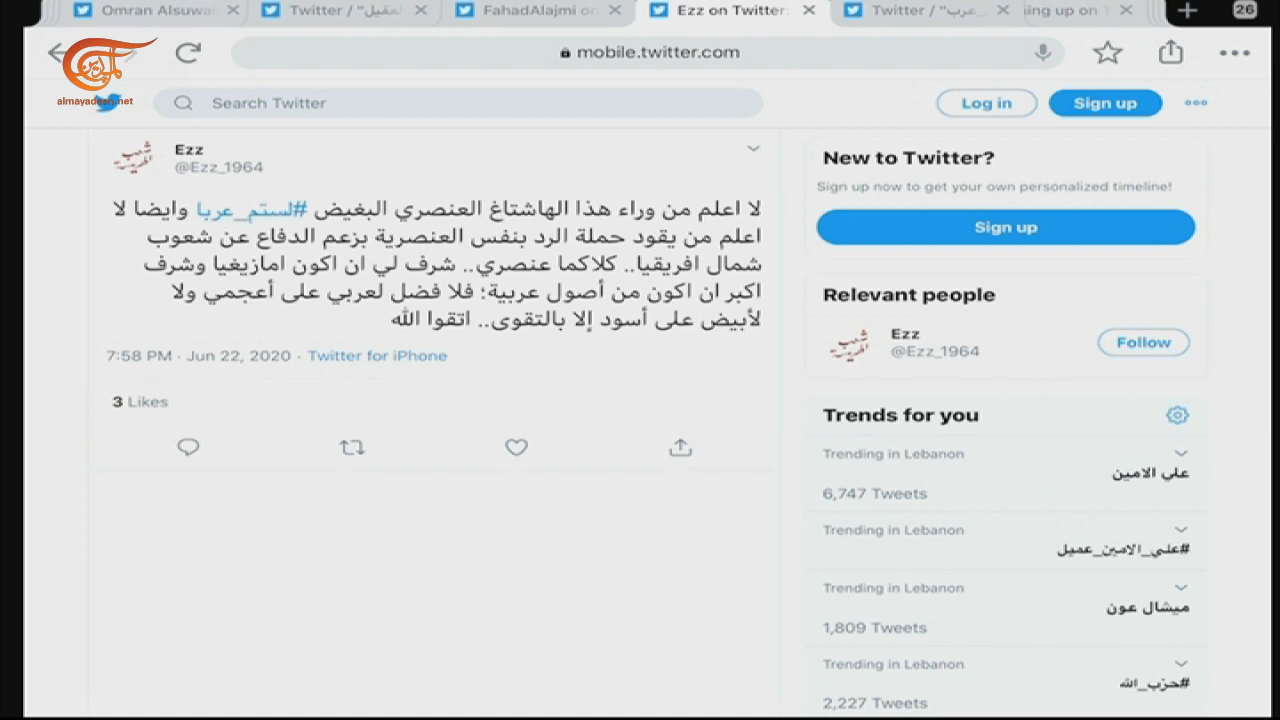 Omran Alsuwa
Twitter / "العقيل
FahadAlajmi on
Ezz on Twitter:
Twitter / "عرب_
ing up on T
26
mobile.twitter.com
الميادين
almayadeen.net
Search Twitter
Log in
Sign up
Ezz
@Ezz_1964
لا اعلم من وراء هذا الهاشتاغ العنصري البغيض #لستم_عربا وايضا لا
اعلم من يقود حملة الرد بنفس العنصرية بزعم الدفاع عن شعوب
شمال افريقيا.. كلاكما عنصري.. شرف لي ان اكون امازيغيا وشرف
اكبر ان اكون من أصول عربية؛ فلا فضل لعربي على أعجمي ولا
لأبيض على أسود إلا بالتقوى.. اتقوا الله
7:58 PM · Jun 22, 2020 · Twitter for iPhone
3 Likes
New to Twitter?
Sign up now to get your own personalized timeline!
Sign up
Relevant people
Ezz
@Ezz_1964
Follow
Trends for you
Trending in Lebanon
علي الامين
6,747 Tweets
Trending in Lebanon
#علي_الامين_عميل
Trending in Lebanon
ميشال عون
1,809 Tweets
Trending in Lebanon
#حزب_الله
2,227 Tweets